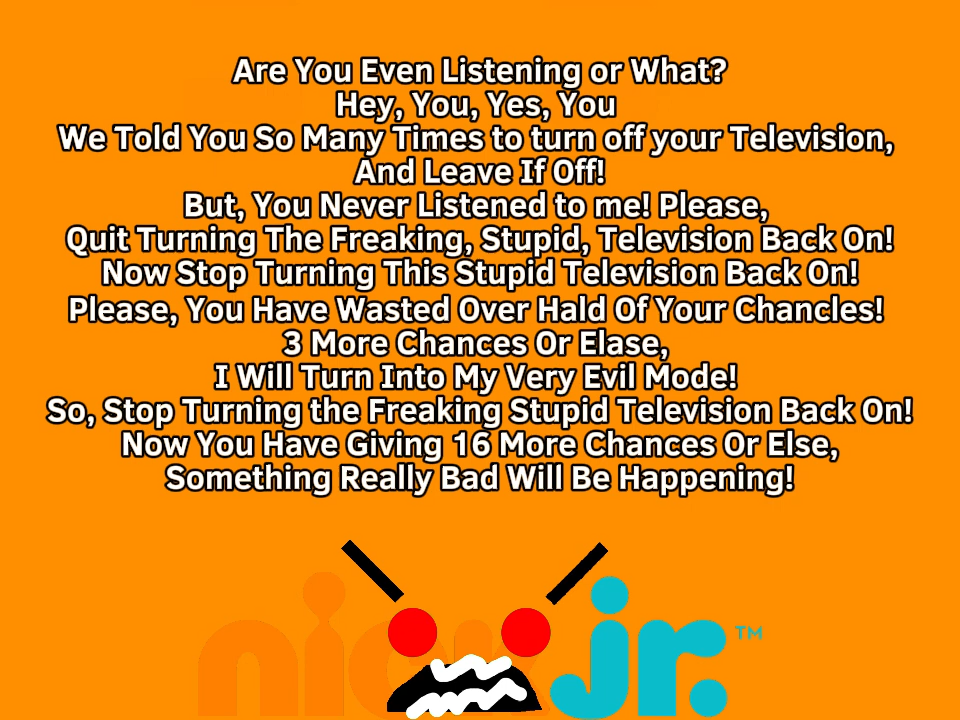 Are You Even Listening or What?
Hey, You, Yes, You
We Told You So Many Times to turn off your Television,
And Leave If Off!
But, You Never Listened to me! Please,
Quit Turning The Freaking, Stupid, Television Back On!
Now Stop Turning This Stupid Television Back On!
Please, You Have Wasted Over Hald Of Your Chancles!
3 More Chances Or Elase,
I Will Turn Into My Very Evil Mode!
So, Stop Turning the Freaking Stupid Television Back On!
Now You Have Giving 16 More Chances Or Else,
Something Really Bad Will Be Happening!
nick jr.™